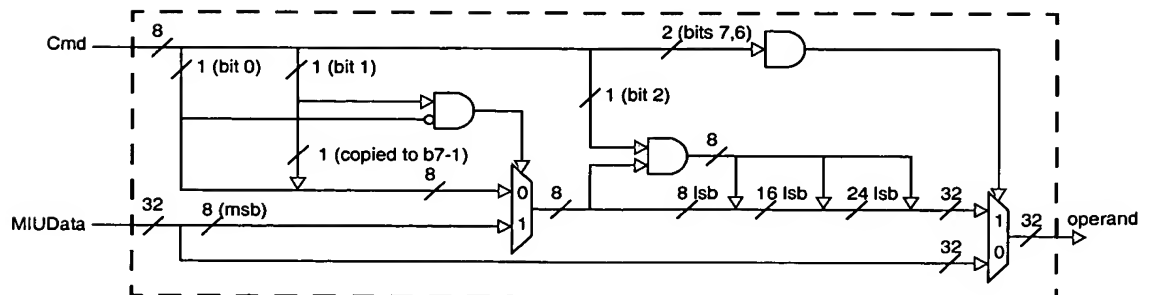 Cmd
8
2 (bits 7,6)
1 (bit 0)
1 (bit 1)
1 (bit 2)
1 (copied to b7-1)
8
8
0
1
8
8 lsb
16 lsb
24 lsb
32
1
0
32
operand
MIUData
32
8 (msb)
32